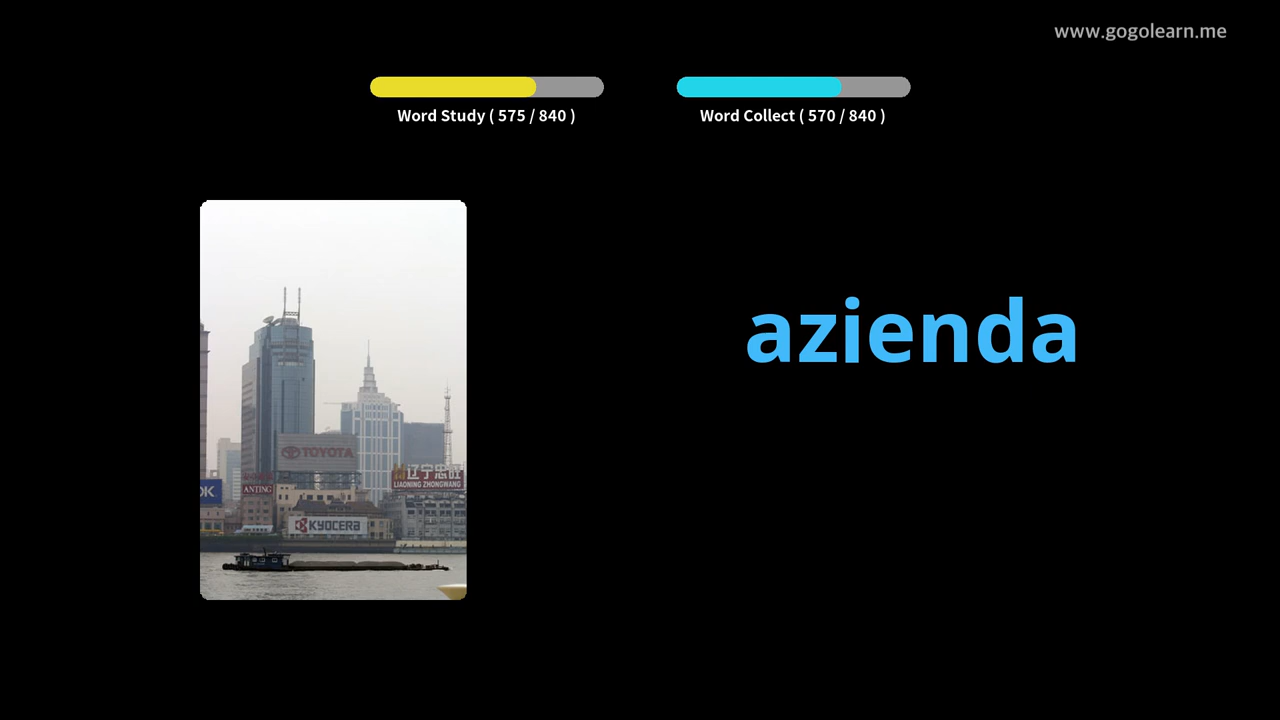 www.gogolearn.me
Word Study ( 575 / 840 )
Word Collect ( 570 / 840 )
azienda
TOYOTA
辽宁忠旺
LIAONING ZHONGWANG
OK
ANTING
KYOCERA